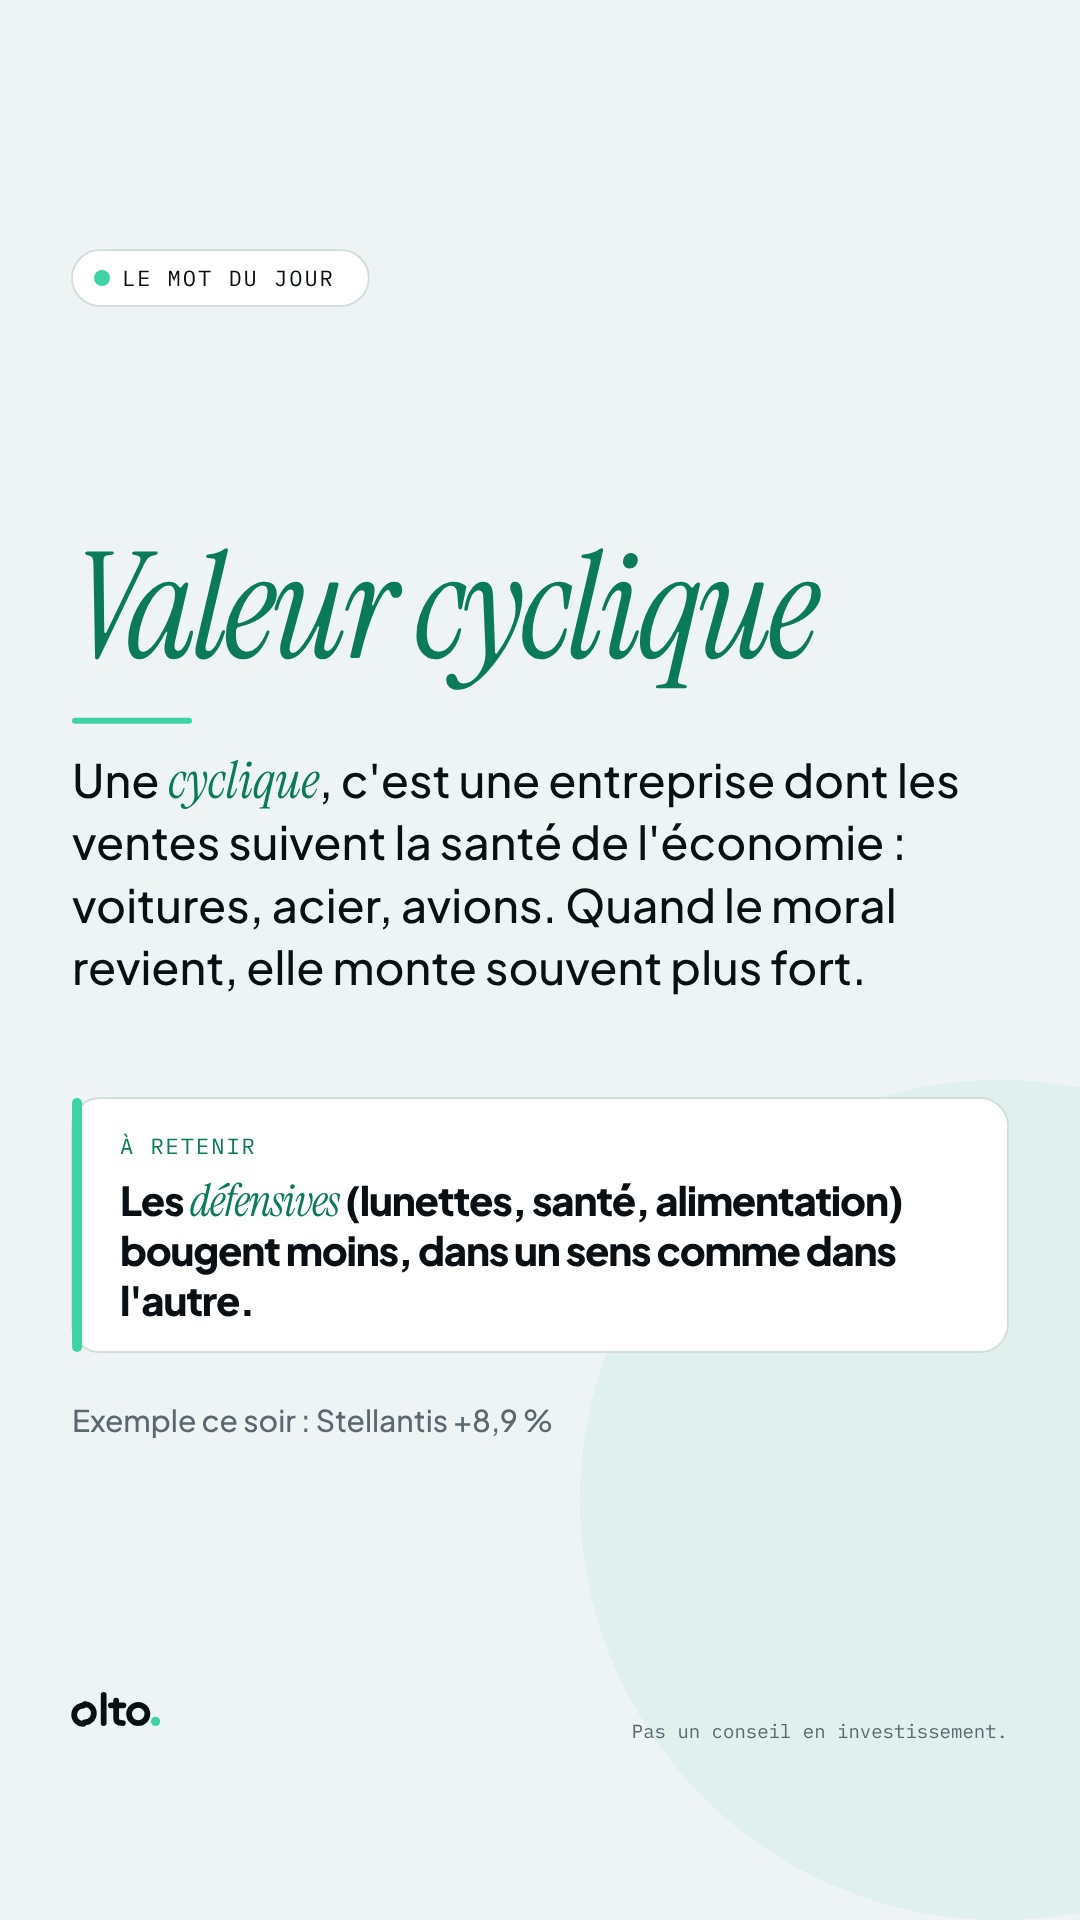 LE MOT DU JOUR
Valeur cyclique
Une cyclique, c'est une entreprise dont les
ventes suivent la santé de l'économie :
voitures, acier, avions. Quand le moral
revient, elle monte souvent plus fort.
À RETENIR
Les défensives (lunettes, santé, alimentation)
bougent moins, dans un sens comme dans
l'autre.
Exemple ce soir : Stellantis +8,9 %
olto.
Pas un conseil en investissement.